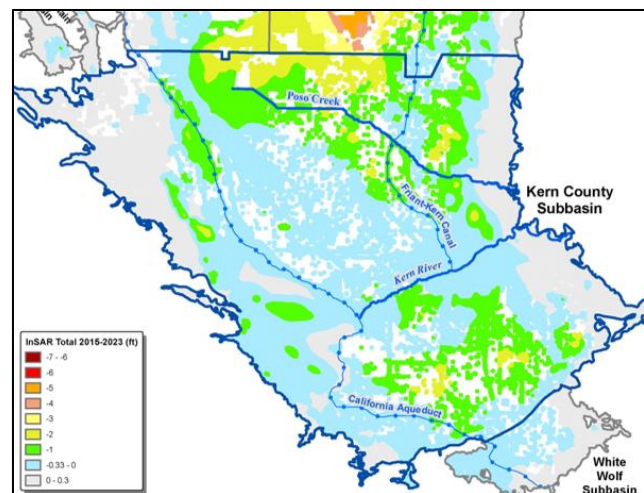 Poso Creek
Friant-Kern Canal
Kern County
Subbasin
Kern River
California Aqueduct
White
Wolf
Subbasin
InSAR Total 2015-2023 (ft)
-7 - -6
-6
-5
-4
-3
-2
-1
-0.33 - 0
0 - 0.3